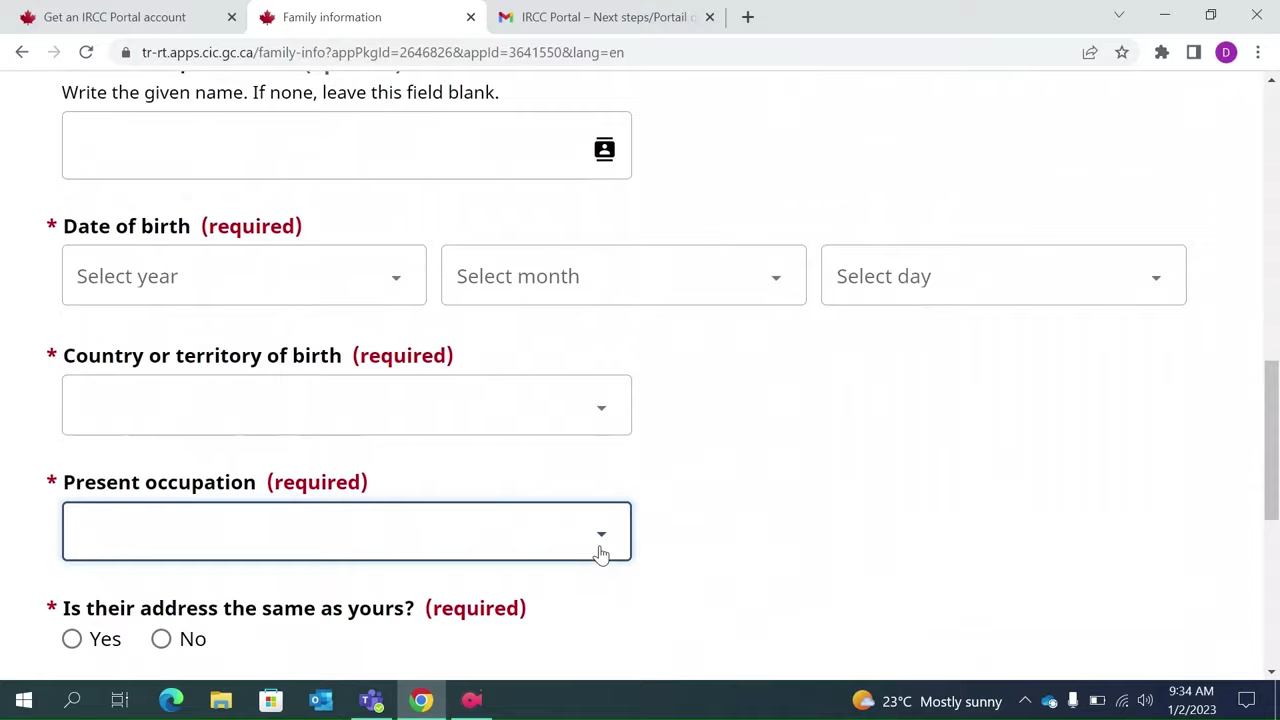 Get an IRCC Portal account
Family information
IRCC Portal – Next steps/Portail
tr-rt.apps.cic.gc.ca/family-info?appPkgId=2646826&appId=3641550&lang=en
D
Write the given name. If none, leave this field blank.
* Date of birth (required)
Select year
Select month
Select day
* Country or territory of birth (required)
* Present occupation (required)
* Is their address the same as yours? (required)
Yes
No
23°C Mostly sunny
9:34 AM
1/2/2023